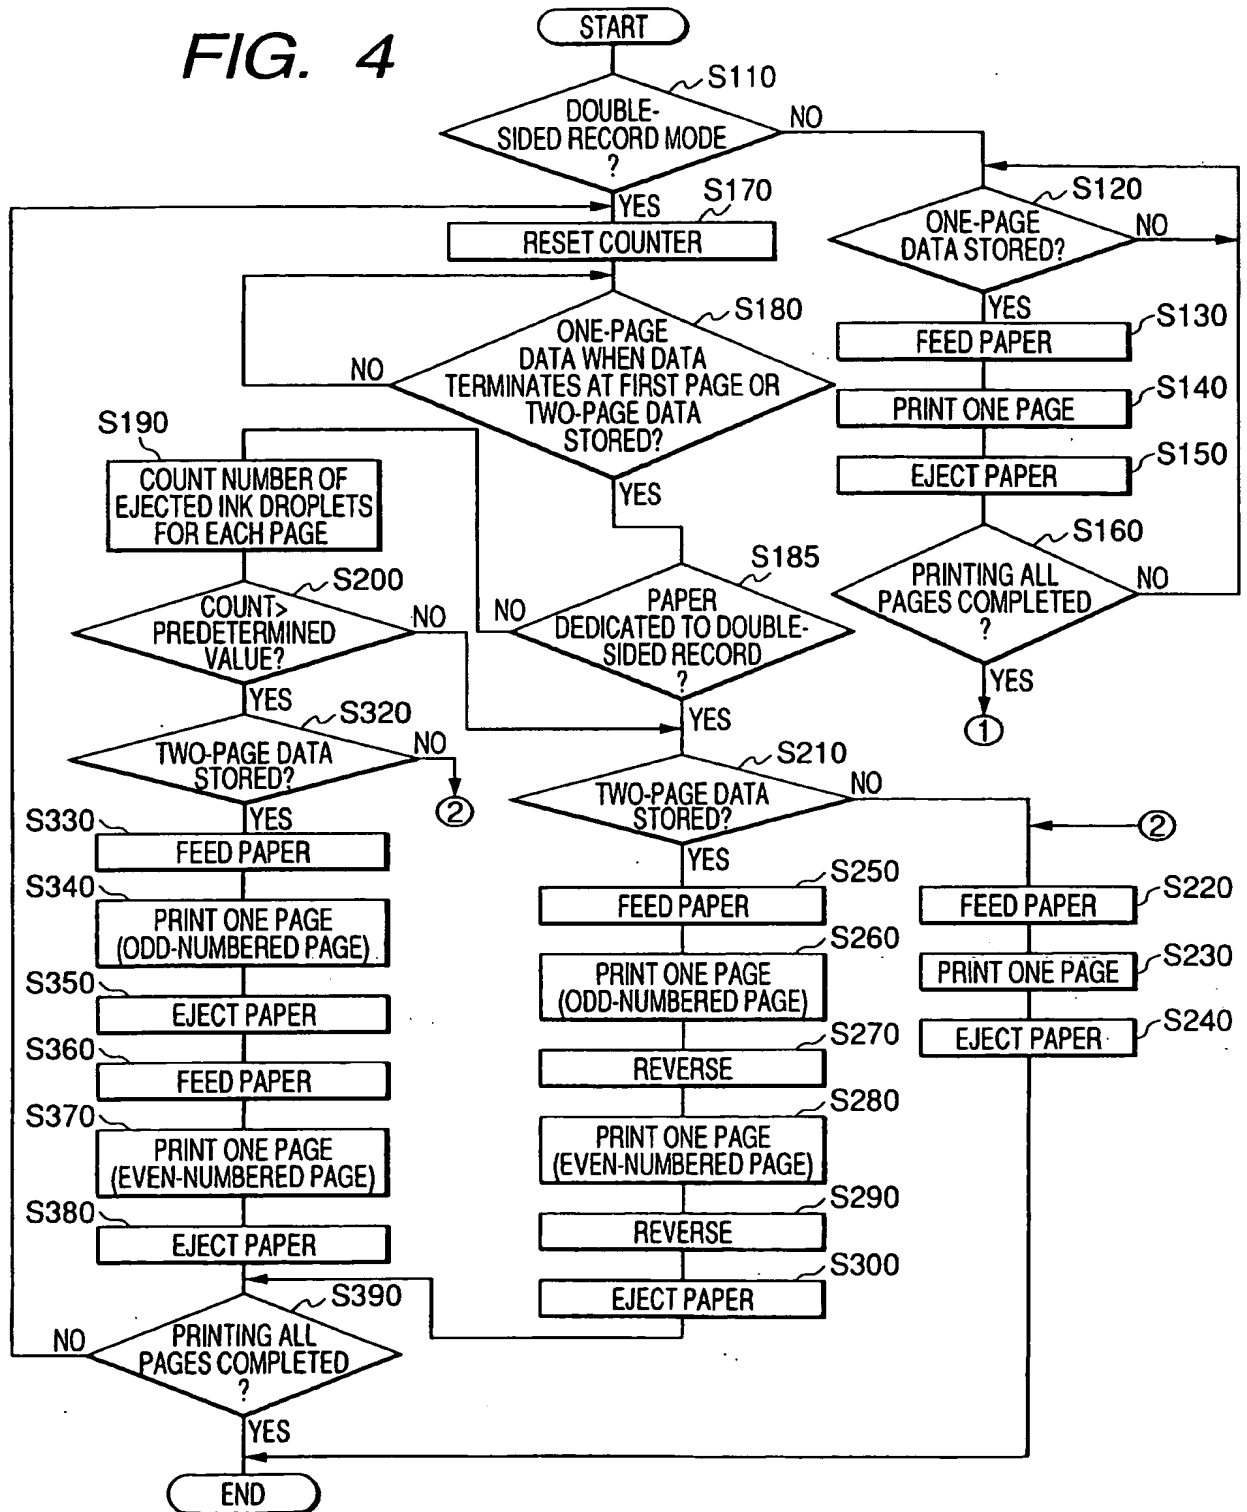 FIG. 4
START
S110
DOUBLE-
SIDED RECORD MODE
?
NO
YES
S170
RESET COUNTER
S120
ONE-PAGE
DATA STORED?
NO
YES
S130
FEED PAPER
S140
PRINT ONE PAGE
S150
EJECT PAPER
S160
PRINTING ALL
PAGES COMPLETED
?
NO
YES
1
S180
ONE-PAGE
DATA WHEN DATA
TERMINATES AT FIRST PAGE OR
TWO-PAGE DATA
STORED?
NO
YES
S185
PAPER
DEDICATED TO DOUBLE-
SIDED RECORD
?
NO
YES
S190
COUNT NUMBER OF
EJECTED INK DROPLETS
FOR EACH PAGE
S200
COUNT>
PREDETERMINED
VALUE?
NO
YES
S320
TWO-PAGE DATA
STORED?
NO
2
YES
S330
FEED PAPER
S340
PRINT ONE PAGE
(ODD-NUMBERED PAGE)
S350
EJECT PAPER
S360
FEED PAPER
S370
PRINT ONE PAGE
(EVEN-NUMBERED PAGE)
S380
EJECT PAPER
S210
TWO-PAGE DATA
STORED?
NO
YES
S250
FEED PAPER
S260
PRINT ONE PAGE
(ODD-NUMBERED PAGE)
S270
REVERSE
S280
PRINT ONE PAGE
(EVEN-NUMBERED PAGE)
S290
REVERSE
S300
EJECT PAPER
2
S220
FEED PAPER
S230
PRINT ONE PAGE
S240
EJECT PAPER
S390
PRINTING ALL
PAGES COMPLETED
?
NO
YES
END